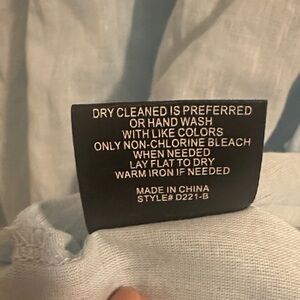 DRY CLEANED IS PREFERRED
OR HAND WASH
WITH LIKE COLORS
ONLY NON-CHLORINE BLEACH
WHEN NEEDED
LAY FLAT TO DRY
WARM IRON IF NEEDED
MADE IN CHINA
STYLE# D221-B